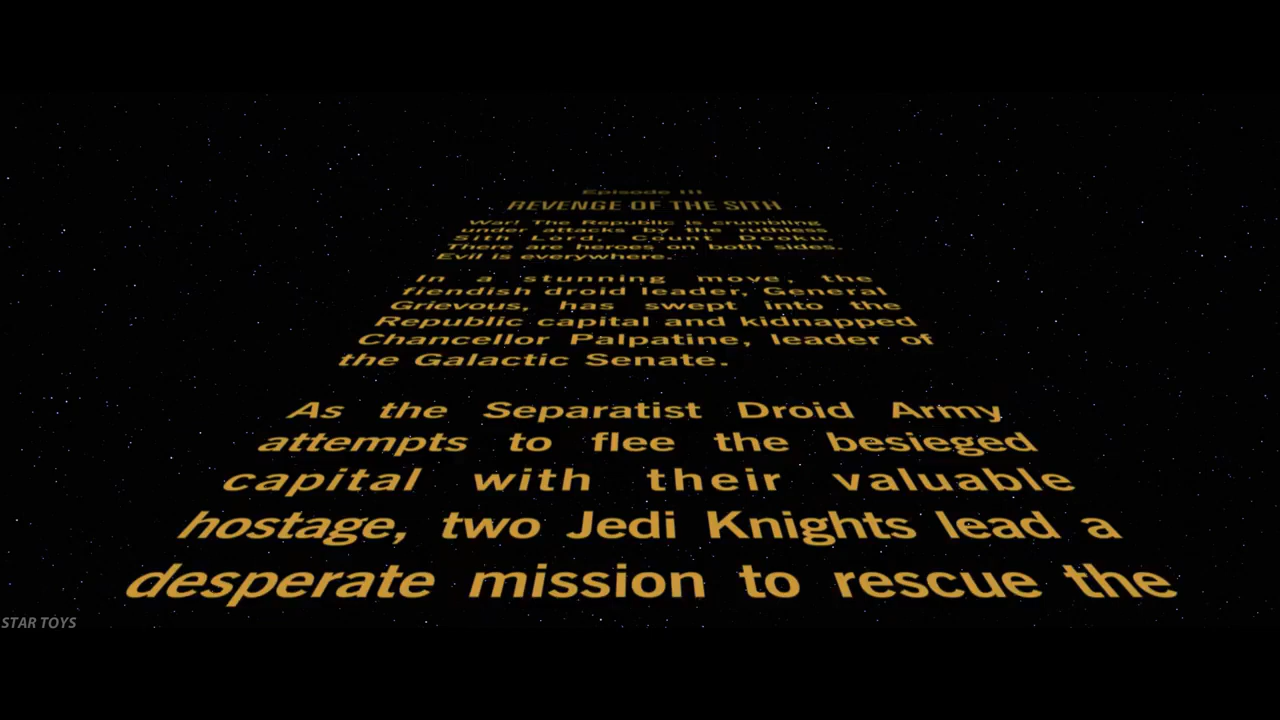 Episode III
REVENGE OF THE SITH
War! The Republic is crumbling
under attacks by the ruthless
Sith Lord, Count Dooku.
There are heroes on both sides.
Evil is everywhere.
In a stunning move, the
fiendish droid leader, General
Grievous, has swept into the
Republic capital and kidnapped
Chancellor Palpatine, leader of
the Galactic Senate.
As the Separatist Droid Army
attempts to flee the besieged
capital with their valuable
hostage, two Jedi Knights lead a
desperate mission to rescue the
STAR TOYS